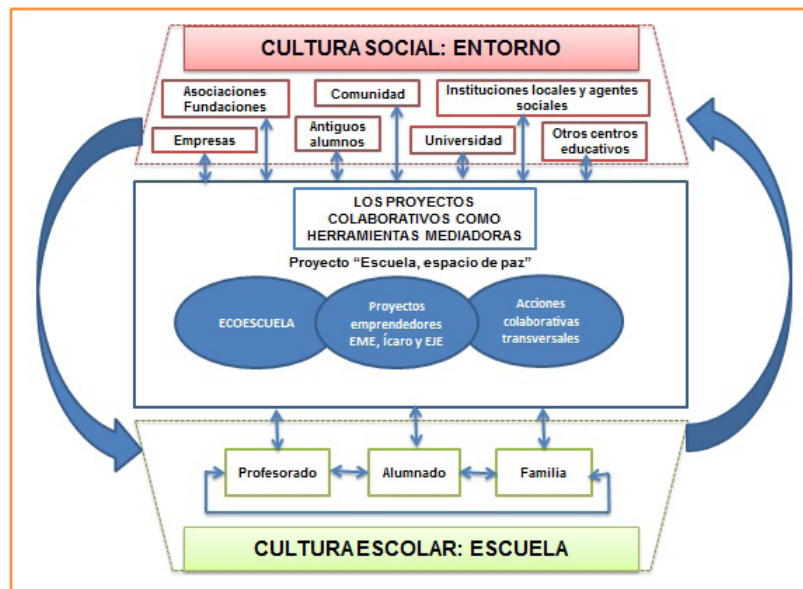 CULTURA SOCIAL: ENTORNO
Asociaciones
Fundaciones
Comunidad
Instituciones locales y agentes
sociales
Empresas
Antiguos
alumnos
Universidad
Otros centros
educativos
LOS PROYECTOS
COLABORATIVOS COMO
HERRAMIENTAS MEDIADORAS
Proyecto “Escuela, espacio de paz”
ECOESCUELA
Proyectos
emprendedores
EME, Ícaro y EJE
Acciones
colaborativas
transversales
Profesorado
Alumnado
Familia
CULTURA ESCOLAR: ESCUELA